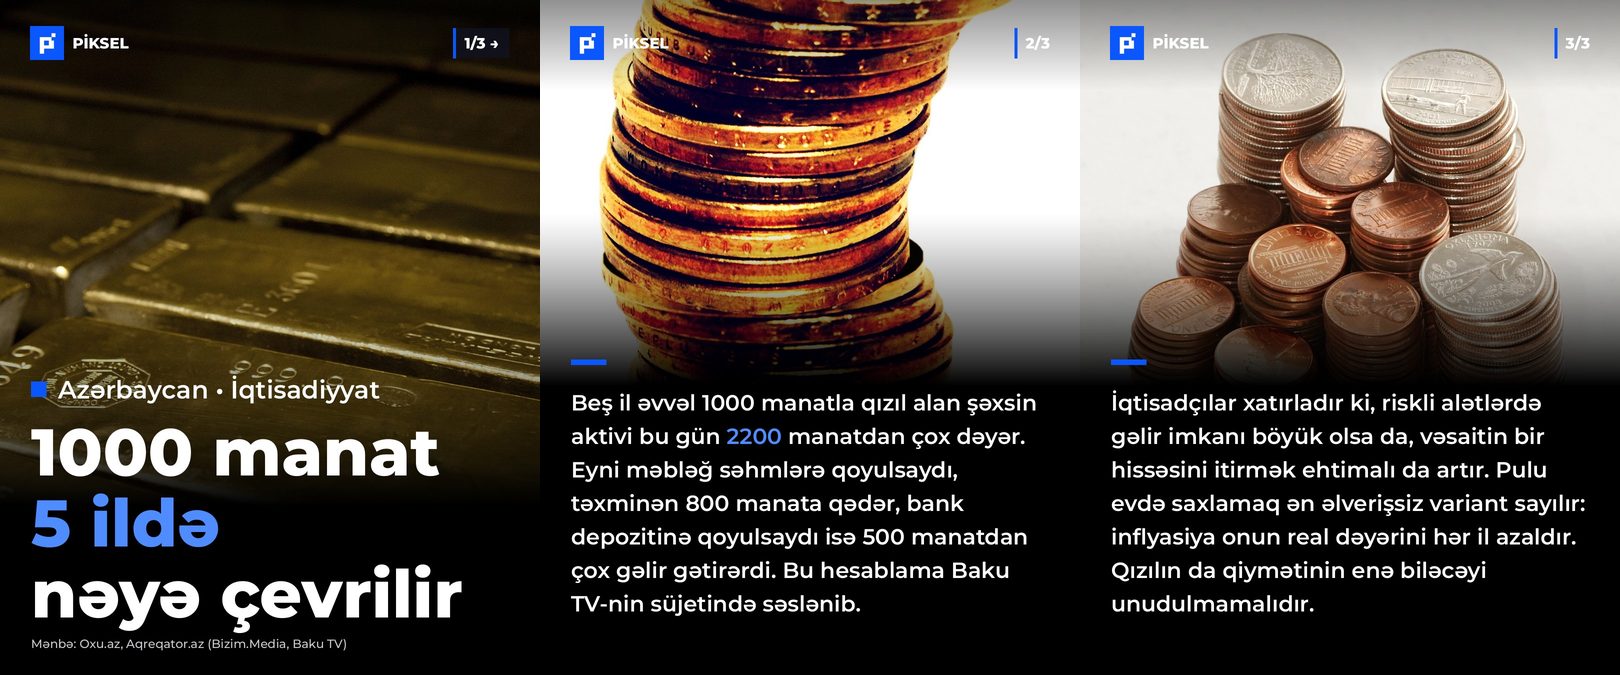 PİKSEL
1/3 →
Azərbaycan • İqtisadiyyat
1000 manat
5 ildə
nəyə çevrilir
Mənbə: Oxu.az, Aqreqator.az (Bizim.Media, Baku TV)
PİKSEL
2/3
Beş il əvvəl 1000 manatla qızıl alan şəxsin
aktivi bu gün 2200 manatdan çox dəyər.
Eyni məbləğ səhmlərə qoyulsaydı,
təxminən 800 manata qədər, bank
depozitinə qoyulsaydı isə 500 manatdan
çox gəlir gətirərdi. Bu hesablama Baku
TV-nin süjetində səslənib.
PİKSEL
3/3
İqtisadçılar xatırladır ki, riskli alətlərdə
gəlir imkanı böyük olsa da, vəsaitin bir
hissəsini itirmək ehtimalı da artır. Pulu
evdə saxlamaq ən əlverişsiz variant sayılır:
inflyasiya onun real dəyərini hər il azaldır.
Qızılın da qiymətinin enə biləcəyi
unudulmamalıdır.